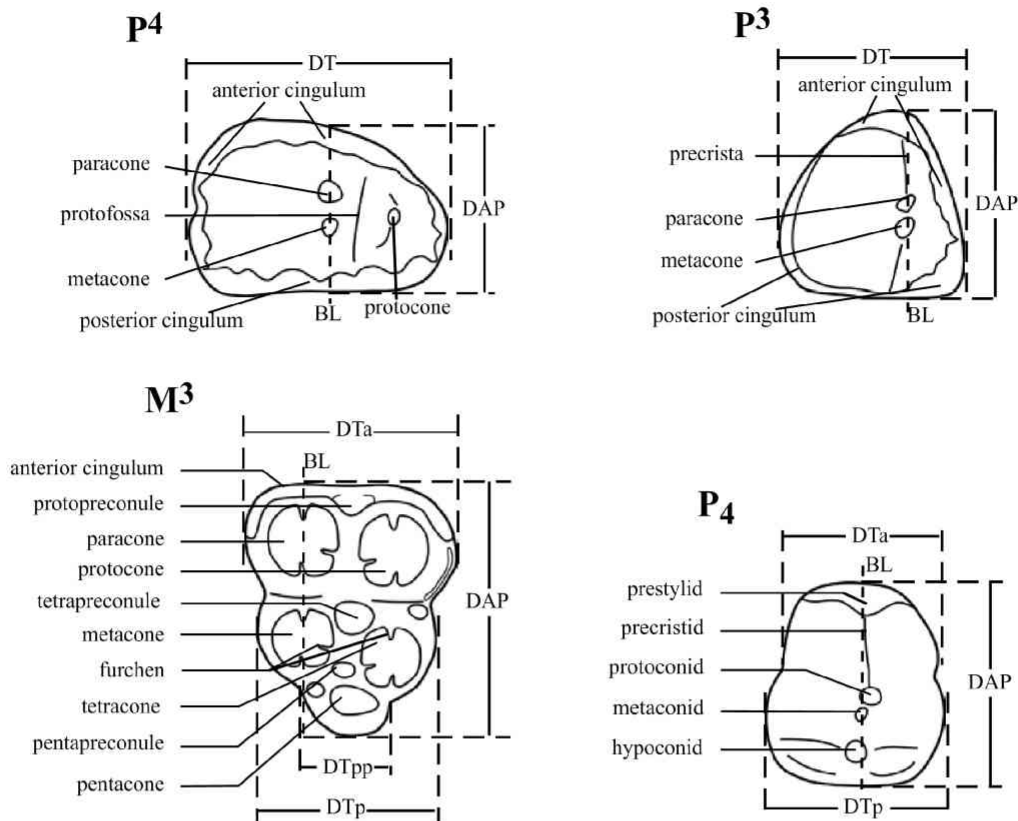 P4
DT
anterior cingulum
paracone
protofossa
DAP
metacone
posterior cingulum
BL
protocone
P3
DT
anterior cingulum
precrista
paracone
DAP
metacone
posterior cingulum
BL
M3
DTa
anterior cingulum
BL
protopreconule
paracone
protocone
tetrapreconule
DAP
metacone
furchen
tetracone
pentapreconule
DTpp
pentacone
DTp
P4
DTa
BL
prestylid
precristid
protoconid
DAP
metaconid
hypoconid
DTp